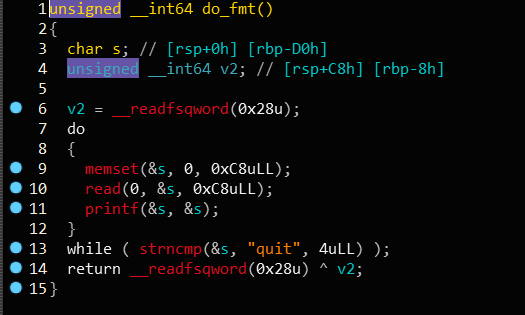 1 unsigned __int64 do_fmt()
2 {
3   char s; // [rsp+0h] [rbp-D0h]
4   unsigned __int64 v2; // [rsp+C8h] [rbp-8h]
5
6   v2 = __readfsqword(0x28u);
7   do
8   {
9     memset(&s, 0, 0xC8uLL);
10     read(0, &s, 0xC8uLL);
11     printf(&s, &s);
12   }
13   while ( strncmp(&s, "quit", 4uLL) );
14   return __readfsqword(0x28u) ^ v2;
15 }